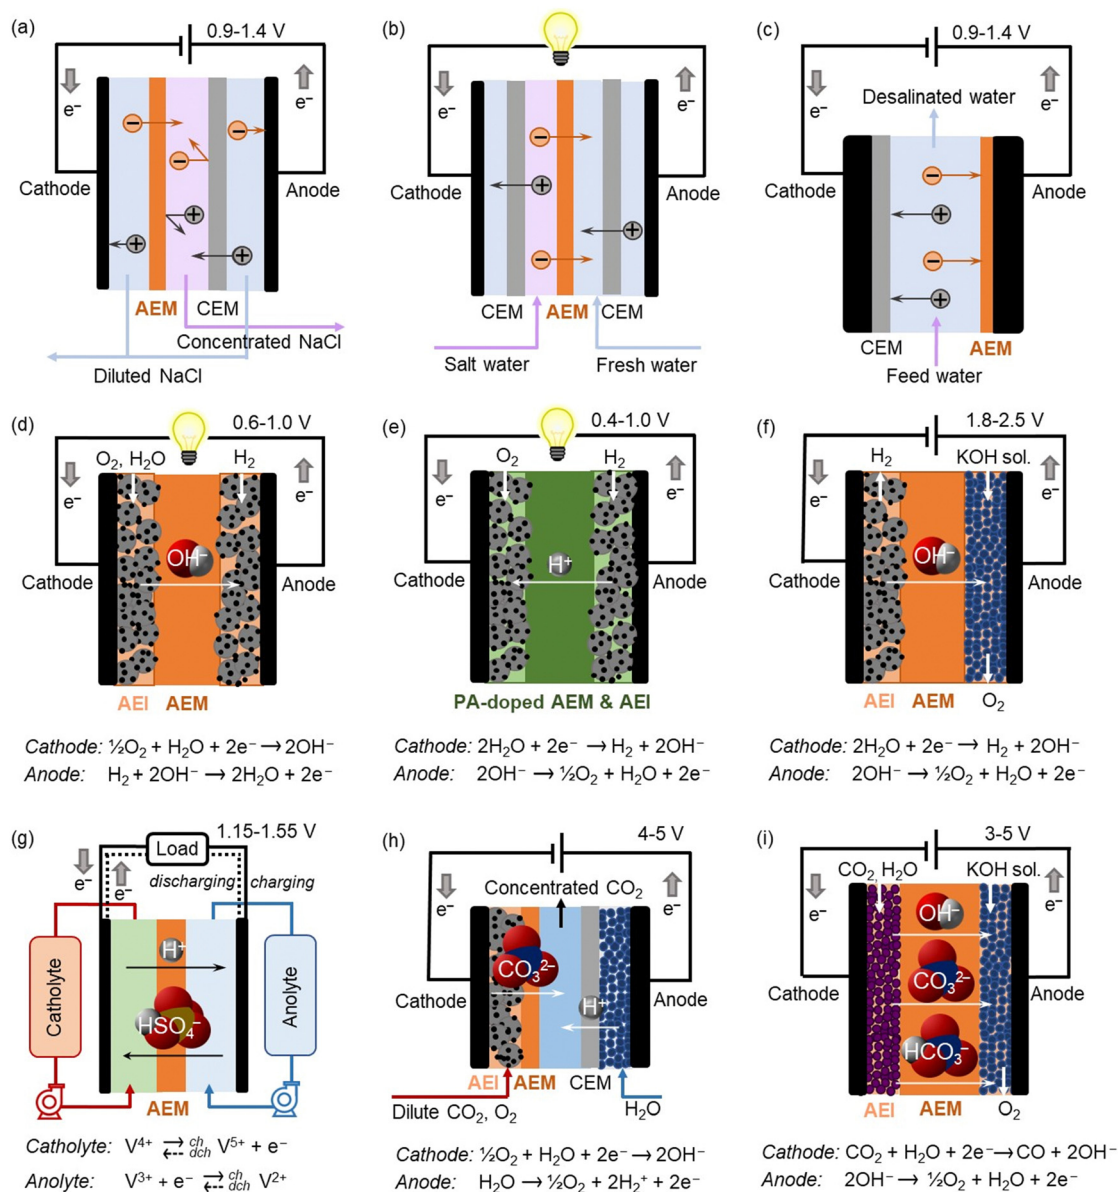 (a)
0.9-1.4 V
e⁻
e⁻
Cathode
Anode
AEM
CEM
Concentrated NaCl
Diluted NaCl
(b)
e⁻
e⁻
Cathode
Anode
CEM
AEM
CEM
Salt water
Fresh water
(c)
0.9-1.4 V
e⁻
e⁻
Desalinated water
Cathode
Anode
CEM
AEM
Feed water
(d)
0.6-1.0 V
O₂, H₂O
H₂
e⁻
e⁻
OH⁻
Cathode
Anode
AEI
AEM
Cathode: ½O₂ + H₂O + 2e⁻ → 2OH⁻
Anode: H₂ + 2OH⁻ → 2H₂O + 2e⁻
(e)
0.4-1.0 V
O₂
H₂
e⁻
e⁻
H⁺
Cathode
Anode
PA-doped AEM & AEI
Cathode: 2H₂O + 2e⁻ → H₂ + 2OH⁻
Anode: 2OH⁻ → ½O₂ + H₂O + 2e⁻
(f)
1.8-2.5 V
H₂
KOH sol.
e⁻
e⁻
OH⁻
Cathode
Anode
AEI
AEM
O₂
Cathode: 2H₂O + 2e⁻ → H₂ + 2OH⁻
Anode: 2OH⁻ → ½O₂ + H₂O + 2e⁻
(g)
1.15-1.55 V
Load
e⁻
e⁻
discharging
charging
Catholyte
H⁺
HSO₄⁻
Anolyte
AEM
Catholyte: V⁴⁺ ⇄ ch dch V⁵⁺ + e⁻
Anolyte: V³⁺ + e⁻ ⇄ ch dch V²⁺
(h)
4-5 V
e⁻
e⁻
Concentrated CO₂
CO₃²⁻
H⁺
Cathode
Anode
AEI
AEM
CEM
Dilute CO₂, O₂
H₂O
Cathode: ½O₂ + H₂O + 2e⁻ → 2OH⁻
Anode: H₂O → ½O₂ + 2H₂⁺ + 2e⁻
(i)
3-5 V
CO₂, H₂O
KOH sol.
e⁻
e⁻
OH⁻
CO₃²⁻
HCO₃⁻
Cathode
Anode
AEI
AEM
O₂
Cathode: CO₂ + H₂O + 2e⁻ → CO + 2OH⁻
Anode: 2OH⁻ → ½O₂ + H₂O + 2e⁻